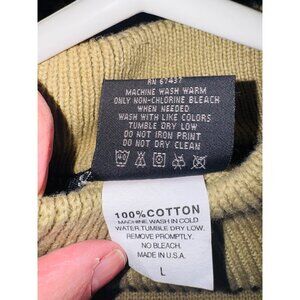 RN 67437
MACHINE WASH WARM
ONLY NON-CHLORINE BLEACH
WHEN NEEDED
WASH WITH LIKE COLORS
TUMBLE DRY LOW
DO NOT IRON PRINT
DO NOT DRY CLEAN
40
100% COTTON
MACHINE WASH IN COLD
WATER.TUMBLE DRY LOW.
REMOVE PROMPTLY.
NO BLEACH.
MADE IN U.S.A.
L